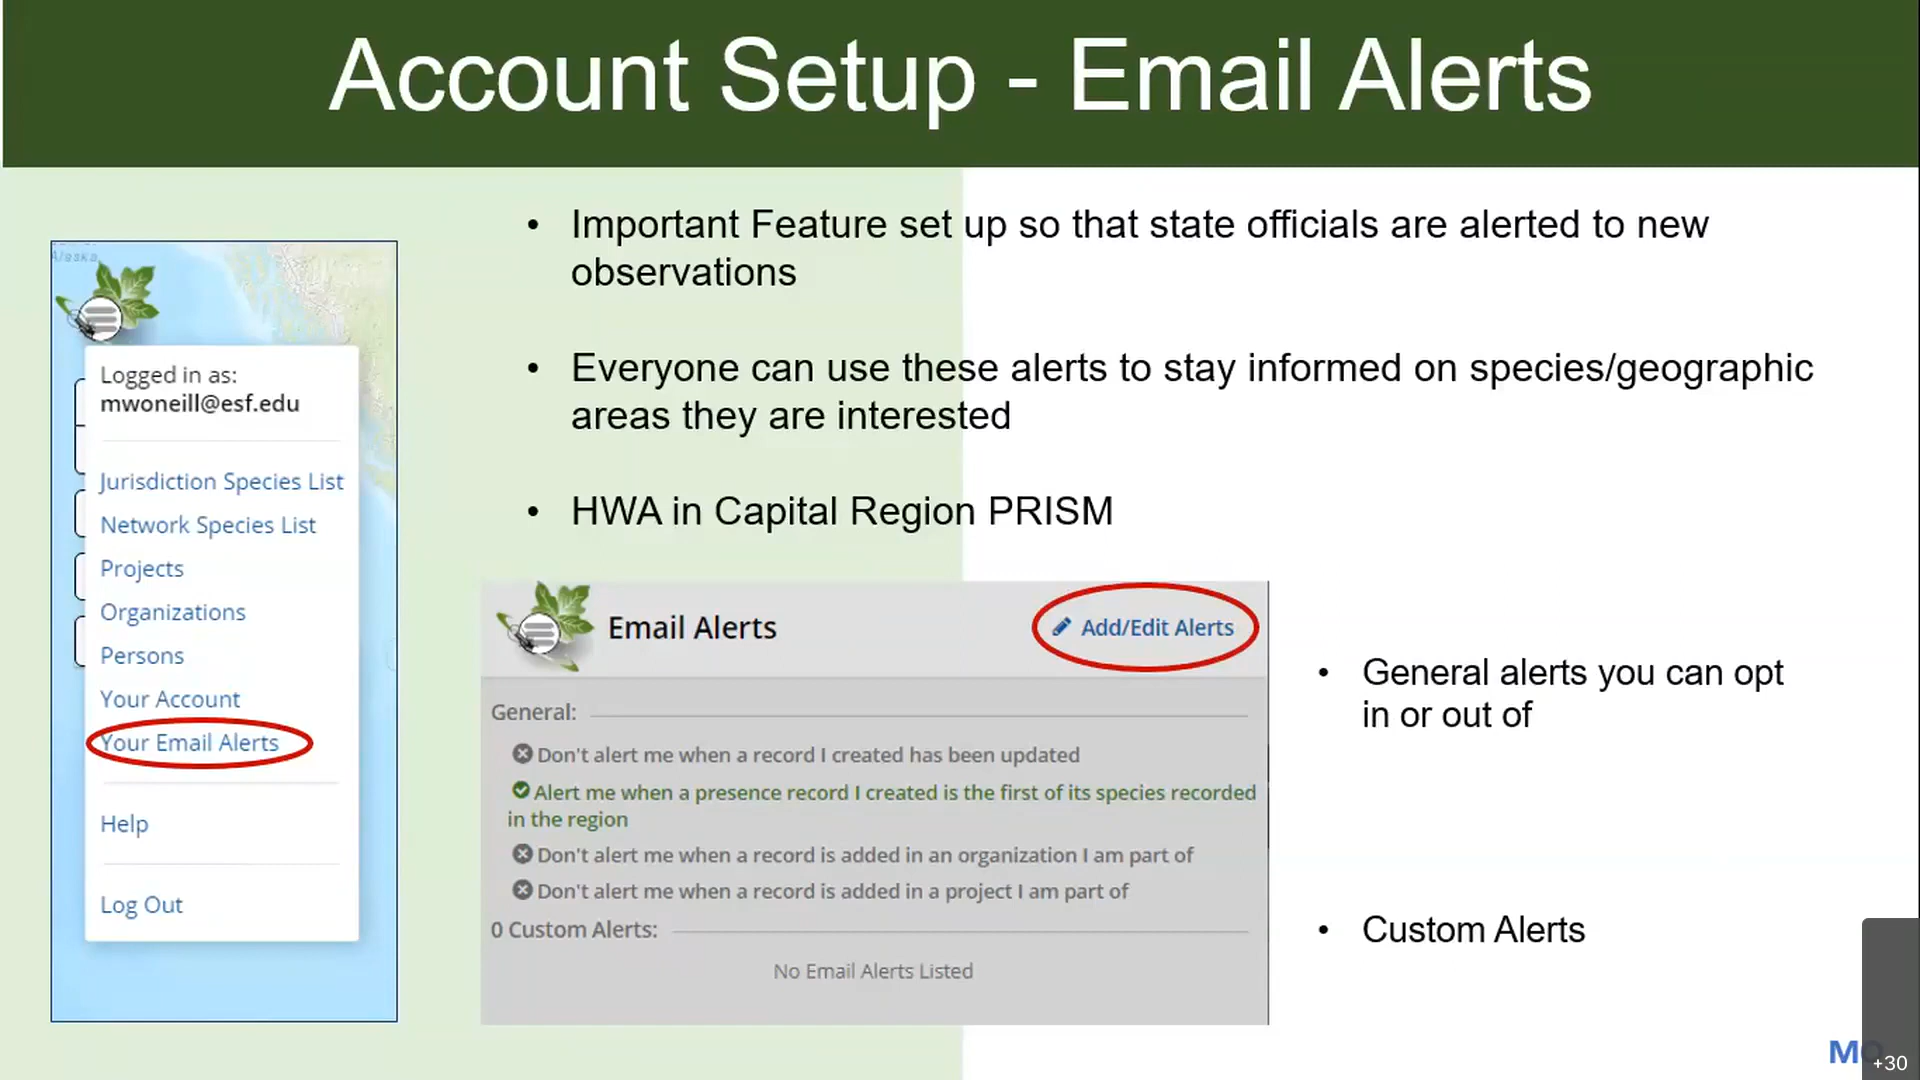 Account Setup - Email Alerts
• Important Feature set up so that state officials are alerted to new
observations
• Everyone can use these alerts to stay informed on species/geographic
areas they are interested
• HWA in Capital Region PRISM
Alaska
Logged in as:
mwoneill@esf.edu
Jurisdiction Species List
Network Species List
Projects
Organizations
Persons
Your Account
Your Email Alerts
Help
Log Out
Email Alerts
Add/Edit Alerts
General:
Don't alert me when a record I created has been updated
Alert me when a presence record I created is the first of its species recorded
in the region
Don't alert me when a record is added in an organization I am part of
Don't alert me when a record is added in a project I am part of
0 Custom Alerts:
No Email Alerts Listed
• General alerts you can opt
in or out of
• Custom Alerts
MO
+30